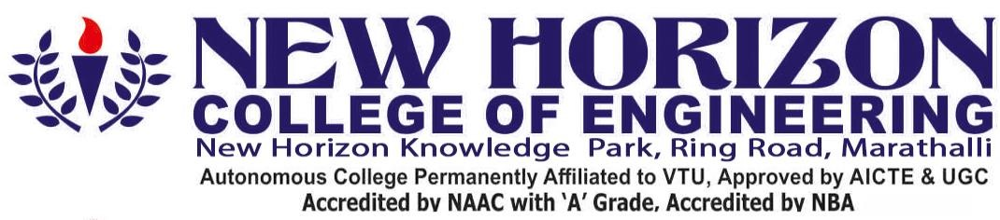 NEW HORIZON
COLLEGE OF ENGINEERING
New Horizon Knowledge Park, Ring Road, Marathalli
Autonomous College Permanently Affiliated to VTU, Approved by AICTE & UGC
Accredited by NAAC with ‘A’ Grade, Accredited by NBA